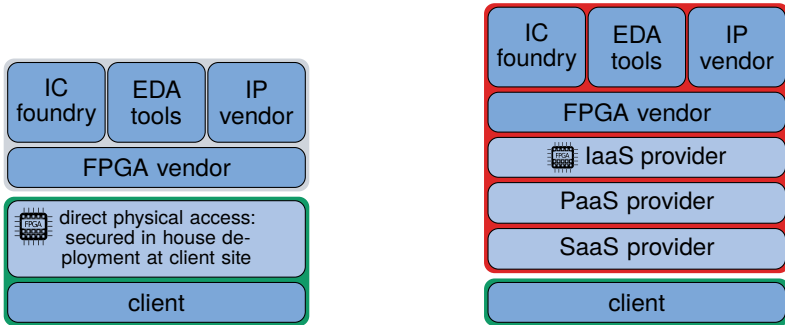 IC
foundry
EDA
tools
IP
vendor
FPGA vendor
FPGA
direct physical access:
secured in house de-
ployment at client site
client
IC
foundry
EDA
tools
IP
vendor
FPGA vendor
FPGA
IaaS provider
PaaS provider
SaaS provider
client